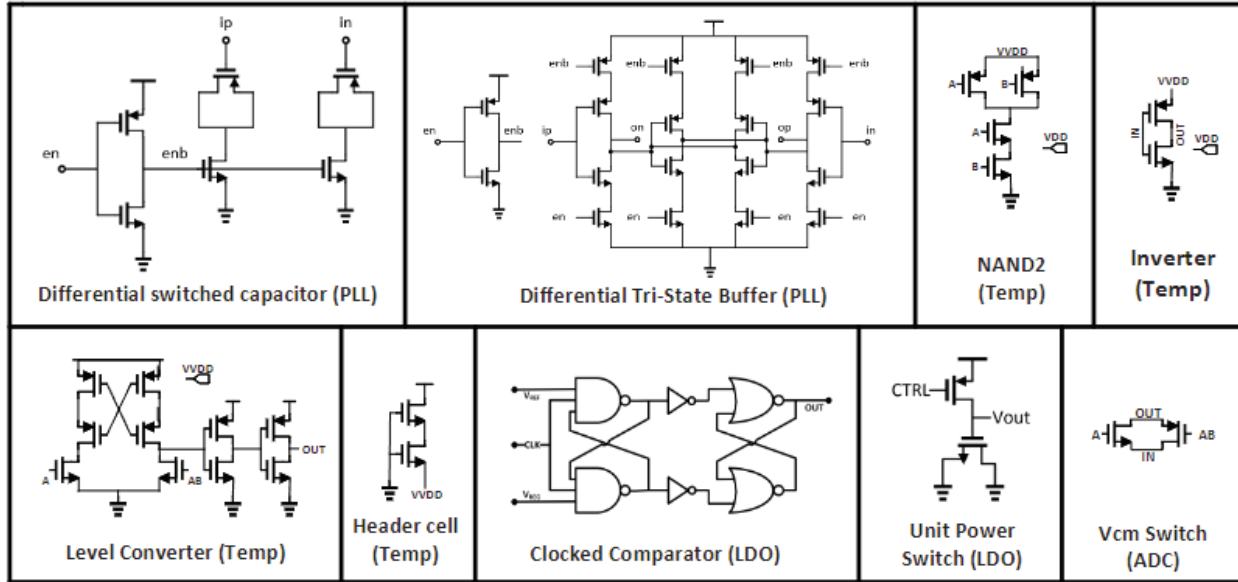 ip
in
en
enb
Differential switched capacitor (PLL)
enb
enb
enb
enb
en
enb
ip
on
op
in
en
en
en
en
Differential Tri-State Buffer (PLL)
VVDD
A
B
A
VDD
B
NAND2
(Temp)
VVDD
IN
OUT
VDD
Inverter
(Temp)
VVDD
OUT
A
AB
Level Converter (Temp)
VVDD
Header cell
(Temp)
VREF
CLK
VREG
OUT
Clocked Comparator (LDO)
CTRL
Vout
Unit Power
Switch (LDO)
OUT
A
AB
IN
Vcm Switch
(ADC)